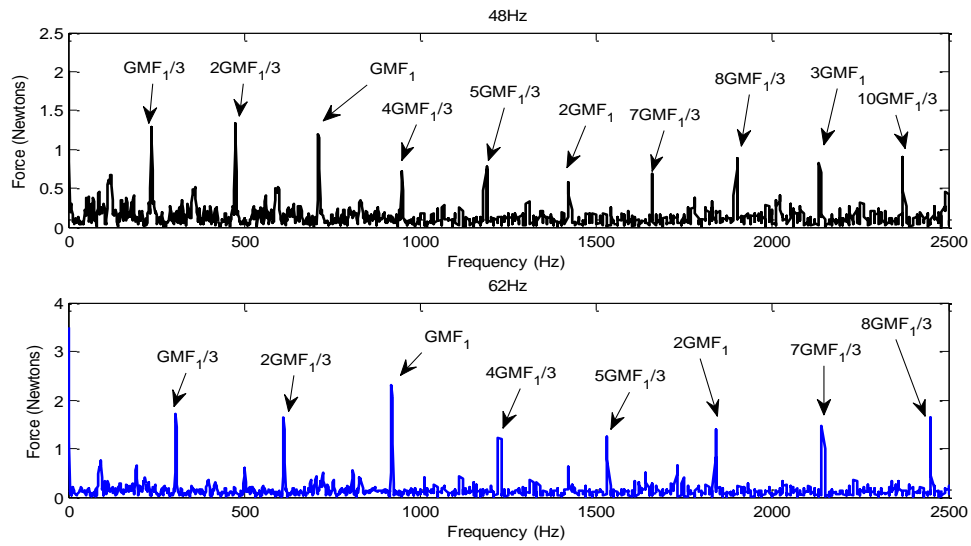 48Hz
2.5
2
1.5
1
0.5
0
Force (Newtons)
GMF1/3
2GMF1/3
GMF1
4GMF1/3
5GMF1/3
2GMF1
7GMF1/3
8GMF1/3
3GMF1
10GMF1/3
0 500 1000 1500 2000 2500
Frequency (Hz)
62Hz
4
3
2
1
0
Force (Newtons)
GMF1/3
2GMF1/3
GMF1
4GMF1/3
5GMF1/3
2GMF1
7GMF1/3
8GMF1/3
0 500 1000 1500 2000 2500
Frequency (Hz)